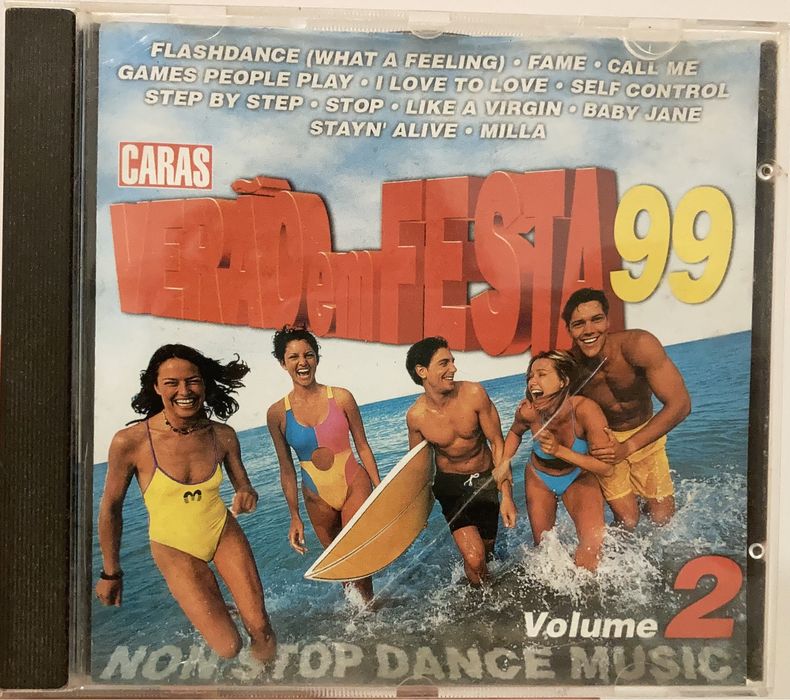 FLASHDANCE (WHAT A FEELING) • FAME • CALL ME
GAMES PEOPLE PLAY • I LOVE TO LOVE • SELF CONTROL
STEP BY STEP • STOP • LIKE A VIRGIN • BABY JANE
STAYN' ALIVE • MILLA
CARAS
VERÃO em FESTA 99
m
Volume 2
NON STOP DANCE MUSIC